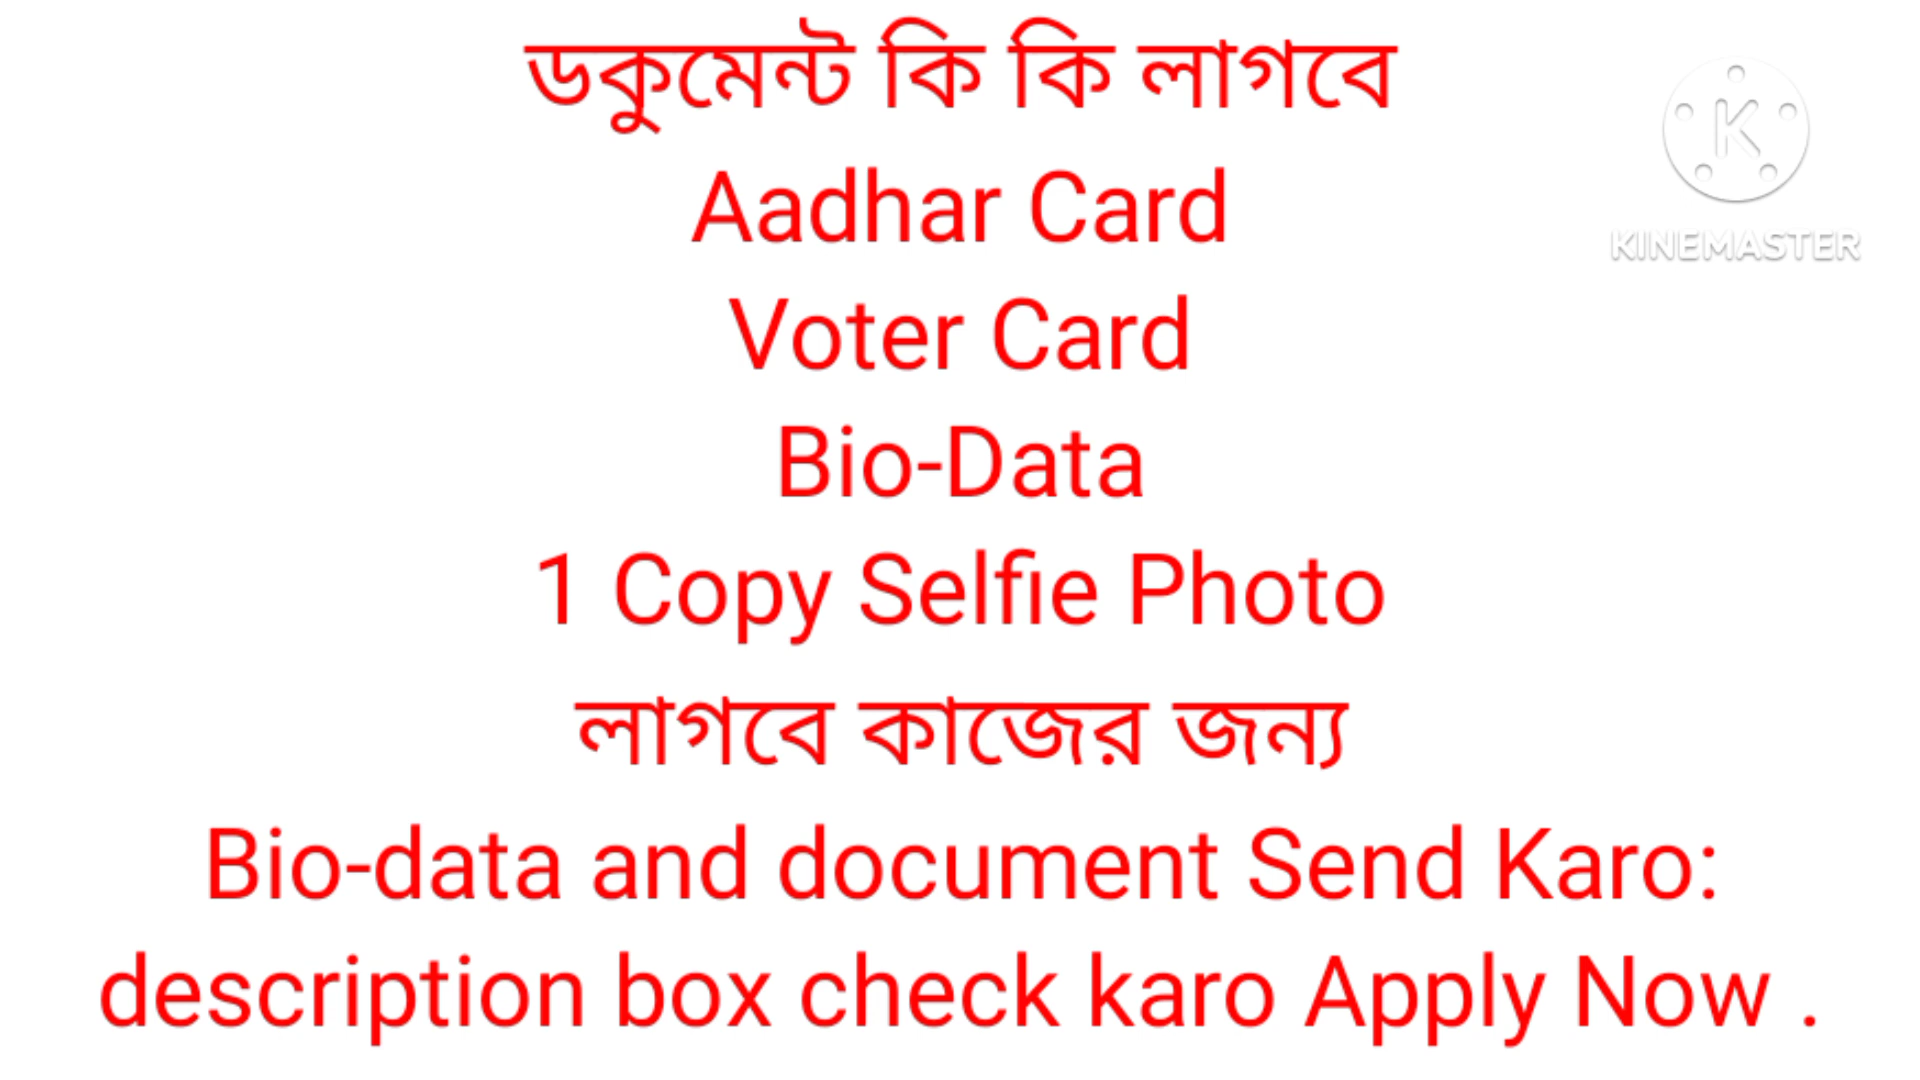 ডকুমেন্ট কি কি লাগবে
Aadhar Card
Voter Card
Bio-Data
1 Copy Selfie Photo
লাগবে কাজের জন্য
Bio-data and document Send Karo:
description box check karo Apply Now .
K
KINEMASTER